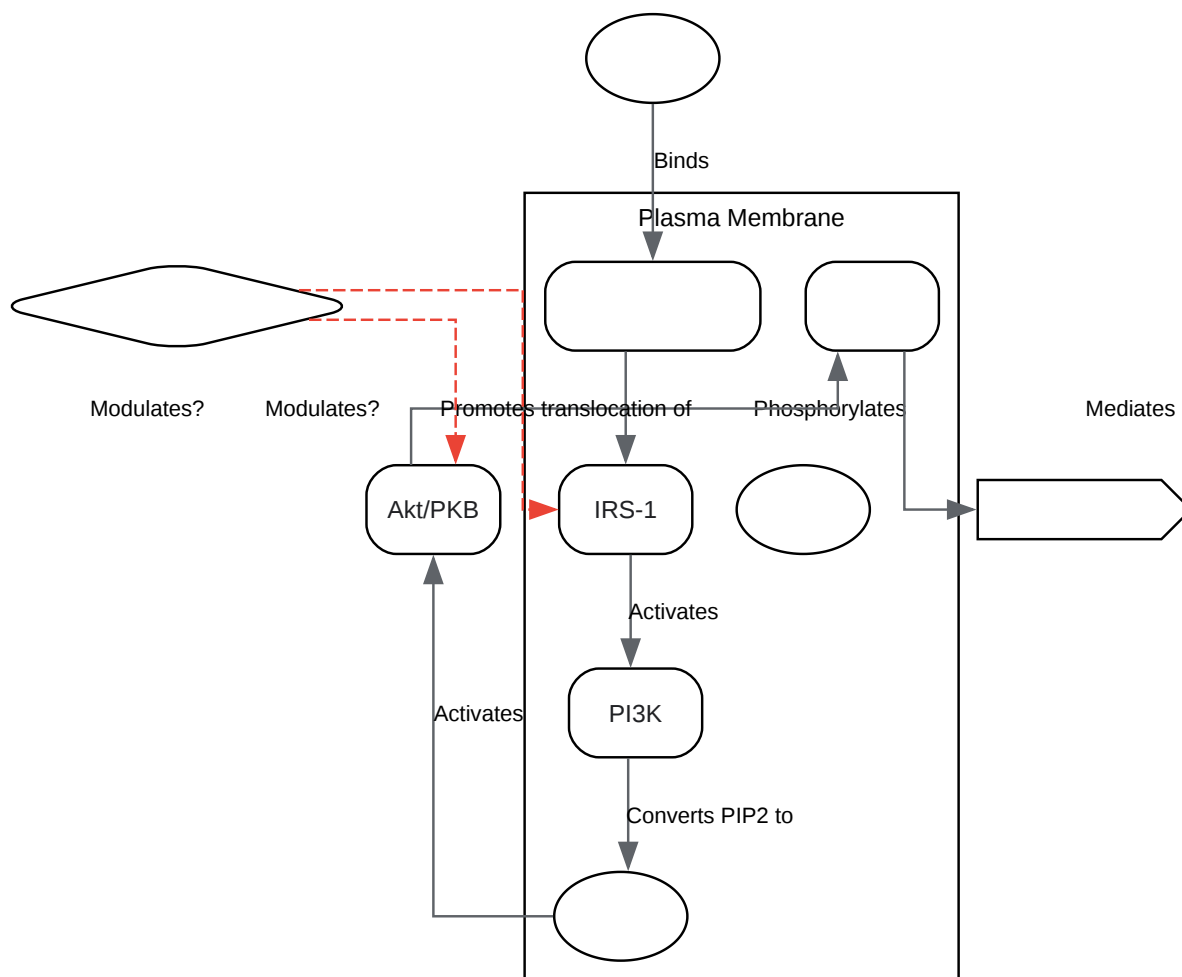 Binds
Plasma Membrane
Modulates?
Modulates?
Promotes translocation of
Phosphorylates
Mediates
Akt/PKB
IRS-1
Activates
PI3K
Activates
Converts PIP2 to